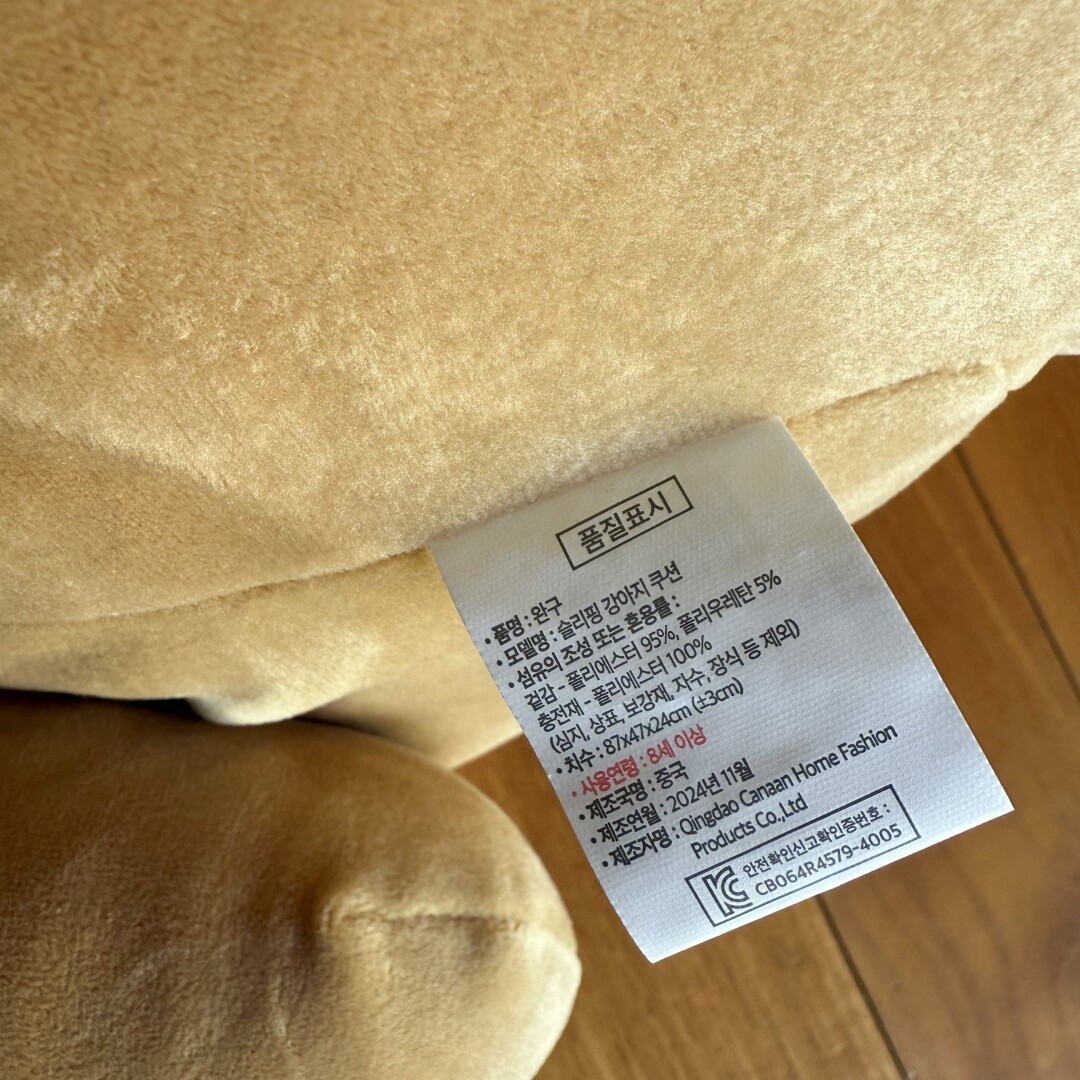 품질표시
• 품명 : 완구
• 모델명 : 슬리핑 강아지 쿠션
• 섬유의 조성 또는 혼용률 :
겉감 - 폴리에스터 95%, 폴리우레탄 5%
충전재 - 폴리에스터 100%
(심지, 상표, 보강재, 자수, 장식 등 제외)
• 치수 : 87x47x24cm (±3cm)
• 사용연령 : 8세 이상
• 제조국명 : 중국
• 제조연월 : 2024년 11월
• 제조자명 : Qingdao Canaan Home Fashion
Products Co.,Ltd
안전확인신고확인증번호 :
CB064R4579-4005